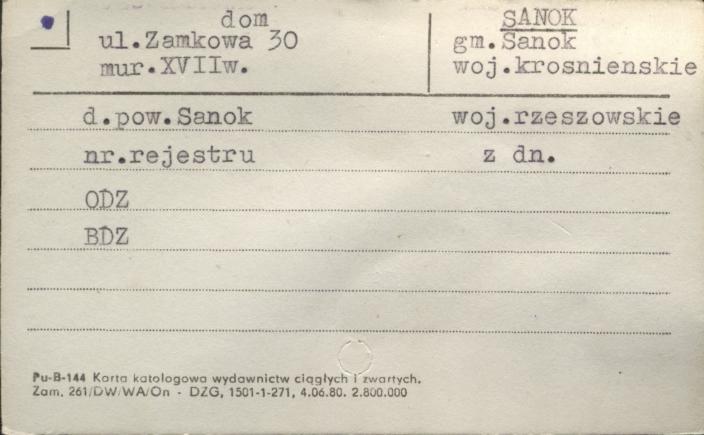 dom
ul.Zamkowa 30
mur.XVIIw.
SANOK
gm.Sanok
woj.krosnienskie
d.pow.Sanok woj.rzeszowskie
nr.rejestru z dn.
ODZ
BDZ
Pu-B-144 Karta katologowa wydawnictw ciągłych i zwartych.
Zam. 261/DW/WA/On - DZG, 1501-1-271, 4.06.80. 2.800.000